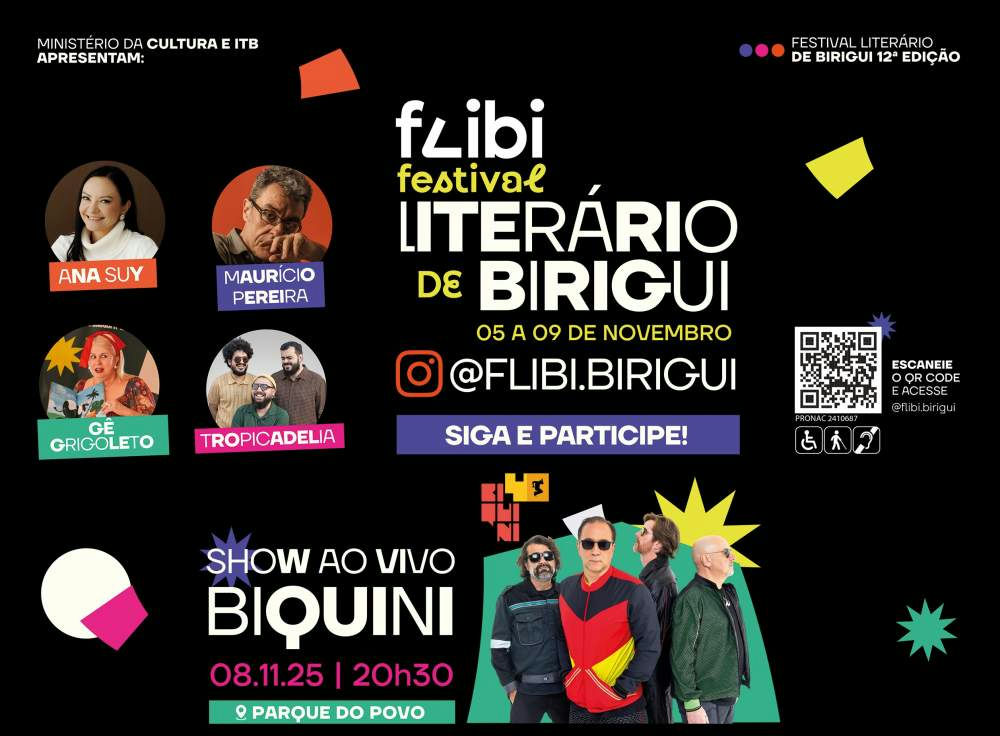 MINISTÉRIO DA CULTURA E ITB
APRESENTAM:
FESTIVAL LITERÁRIO
DE BIRIGUI 12ª EDIÇÃO
flibi
festival
LITERÁRIO
DE BIRIGUI
05 A 09 DE NOVEMBRO
@FLIBI.BIRIGUI
SIGA E PARTICIPE!
ANA SUY
MAURÍCIO
PEREIRA
GÊ
GRIGOLETO
TROPICADELIA
ESCANEIE
O QR CODE
E ACESSE
@flibi.birigui
PRONAC 2410687
SHOW AO VIVO
BIQUINI
08.11.25 | 20h30
PARQUE DO POVO
BIQUINI
40